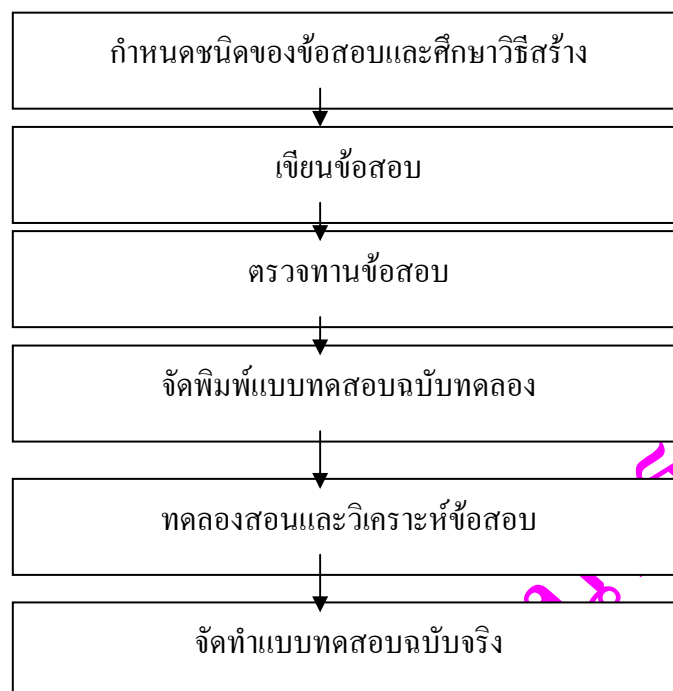 กำหนดชนิดของข้อสอบและศึกษาวิธีสร้าง
เขียนข้อสอบ
ตรวจทานข้อสอบ
จัดพิมพ์แบบทดสอบฉบับทดลอง
ทดลองสอนและวิเคราะห์ข้อสอบ
จัดทำแบบทดสอบฉบับจริง